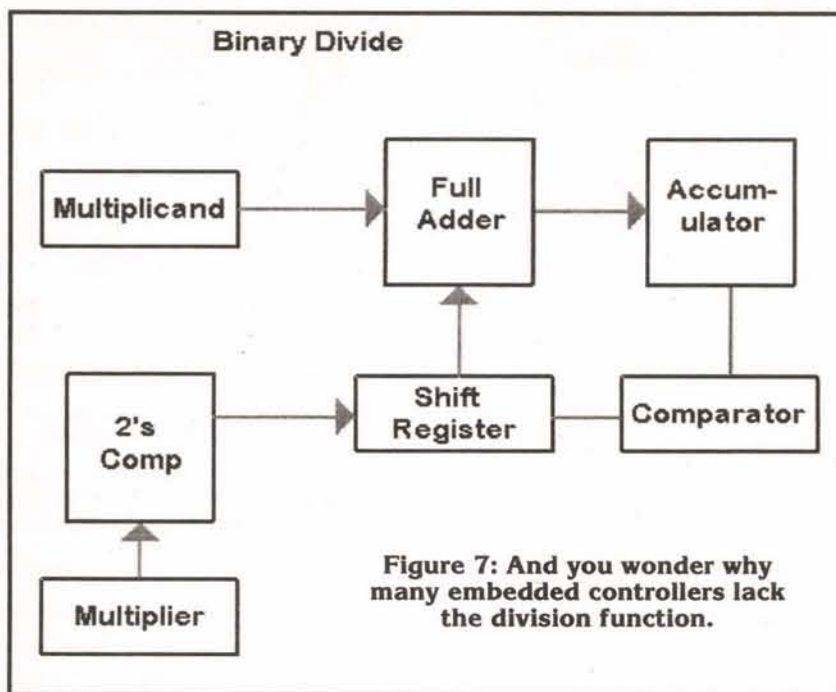 Binary Divide
Multiplicand
Full
Adder
Accum-
ulator
2's
Comp
Shift
Register
Comparator
Multiplier
Figure 7: And you wonder why
many embedded controllers lack
the division function.